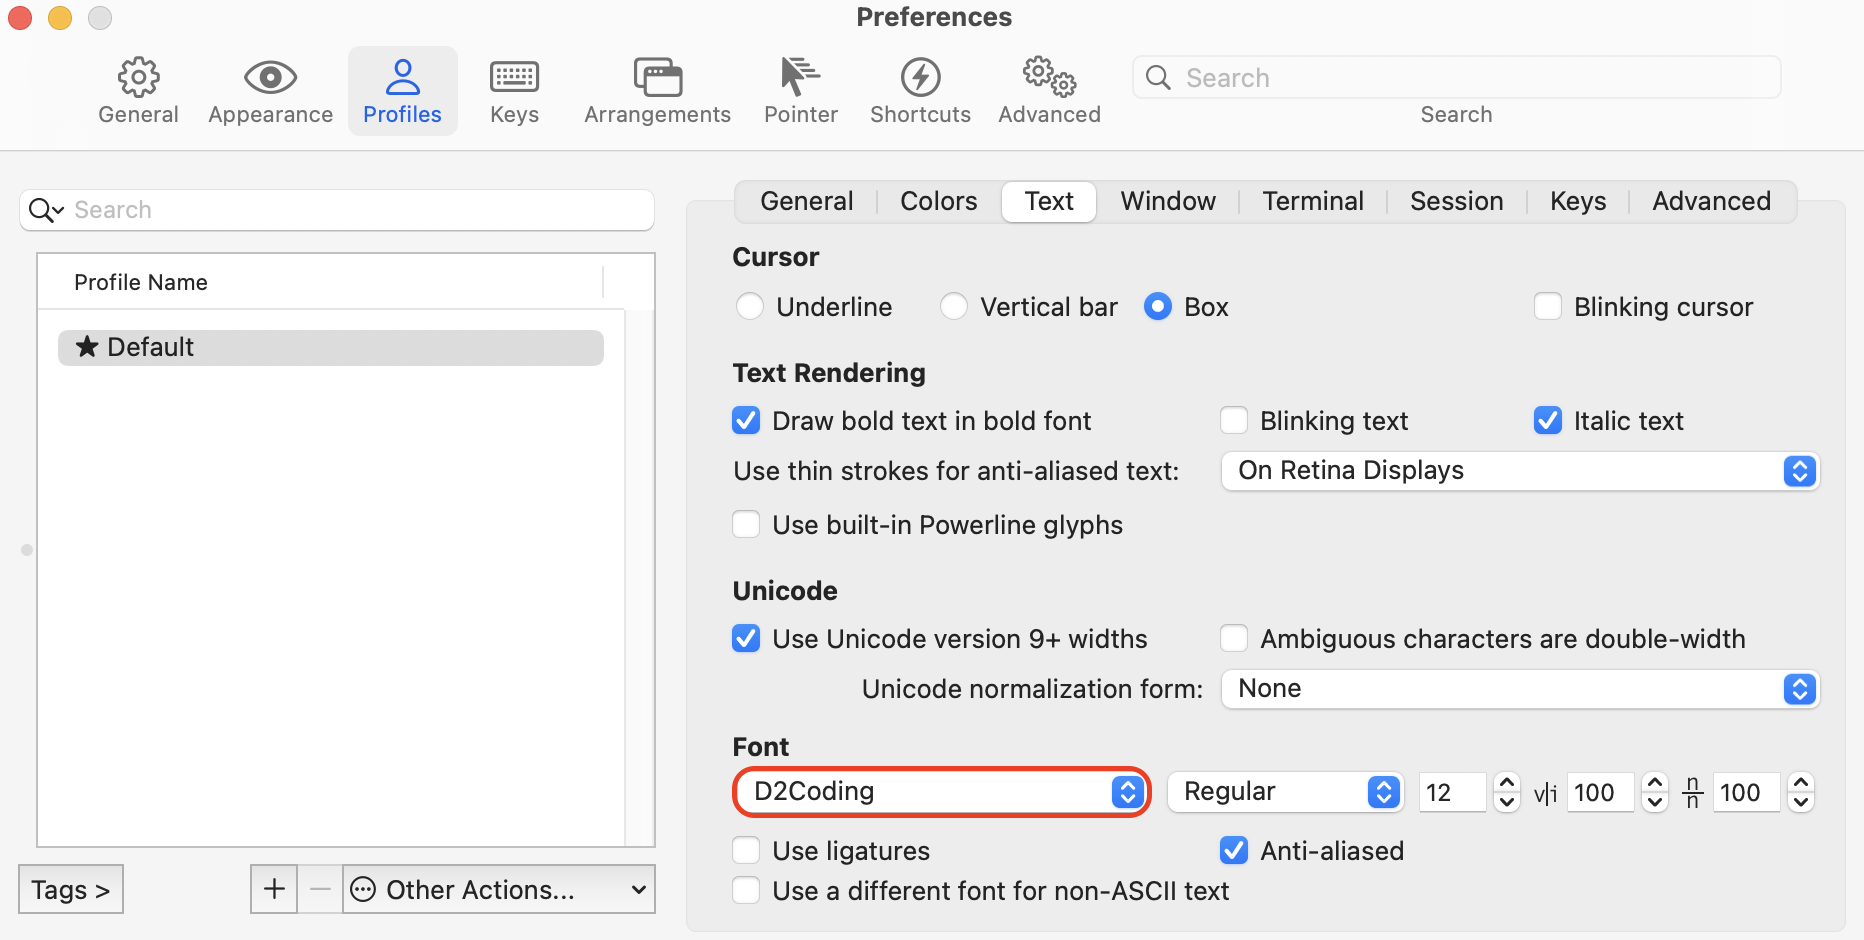 Preferences
General Appearance Profiles Keys Arrangements Pointer Shortcuts Advanced Search
Search
Search
Profile Name
★ Default
Tags >
+ − Other Actions...
General Colors Text Window Terminal Session Keys Advanced
Cursor
Underline Vertical bar Box Blinking cursor
Text Rendering
Draw bold text in bold font Blinking text Italic text
Use thin strokes for anti-aliased text: On Retina Displays
Use built-in Powerline glyphs
Unicode
Use Unicode version 9+ widths Ambiguous characters are double-width
Unicode normalization form: None
Font
D2Coding Regular 12 v|i 100 n/n 100
Use ligatures Anti-aliased
Use a different font for non-ASCII text